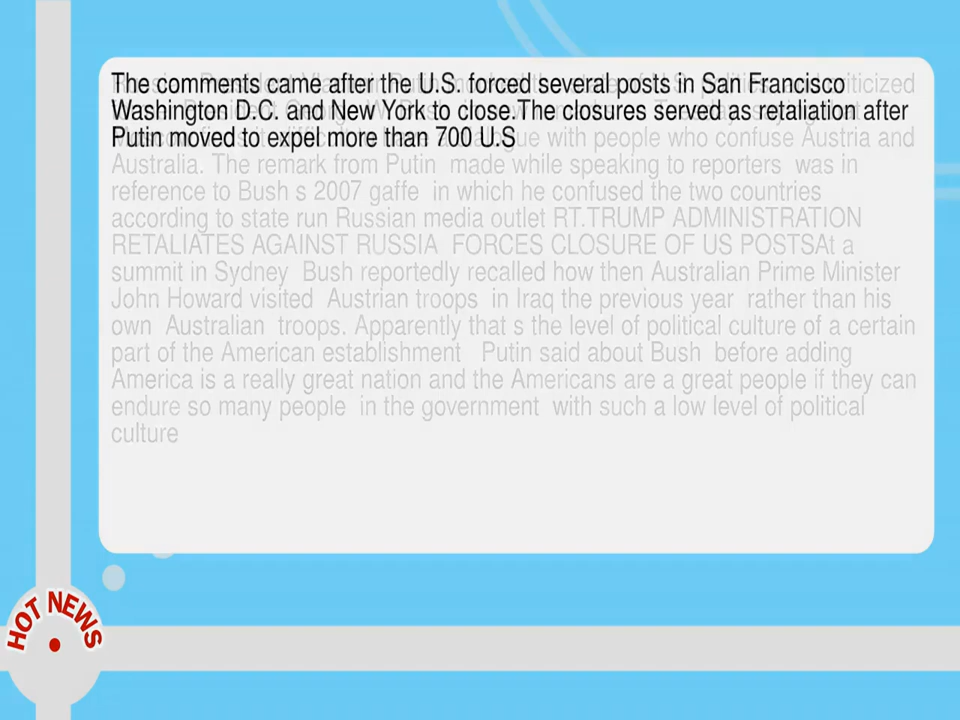 The comments came after the U.S. forced several posts in San Francisco
Washington D.C. and New York to close.The closures served as retaliation after
Putin moved to expel more than 700 U.S
with people who confuse Austria and
Australia. The remark from Putin made while speaking to reporters was in
reference to Bush s 2007 gaffe in which he confused the two countries
according to state run Russian media outlet RT.TRUMP ADMINISTRATION
RETALIATES AGAINST RUSSIA FORCES CLOSURE OF US POSTSAt a
summit in Sydney Bush reportedly recalled how then Australian Prime Minister
John Howard visited Austrian troops in Iraq the previous year rather than his
own Australian troops. Apparently that s the level of political culture of a certain
part of the American establishment Putin said about Bush before adding
America is a really great nation and the Americans are a great people if they can
endure so many people in the government with such a low level of political
culture
HOT NEWS